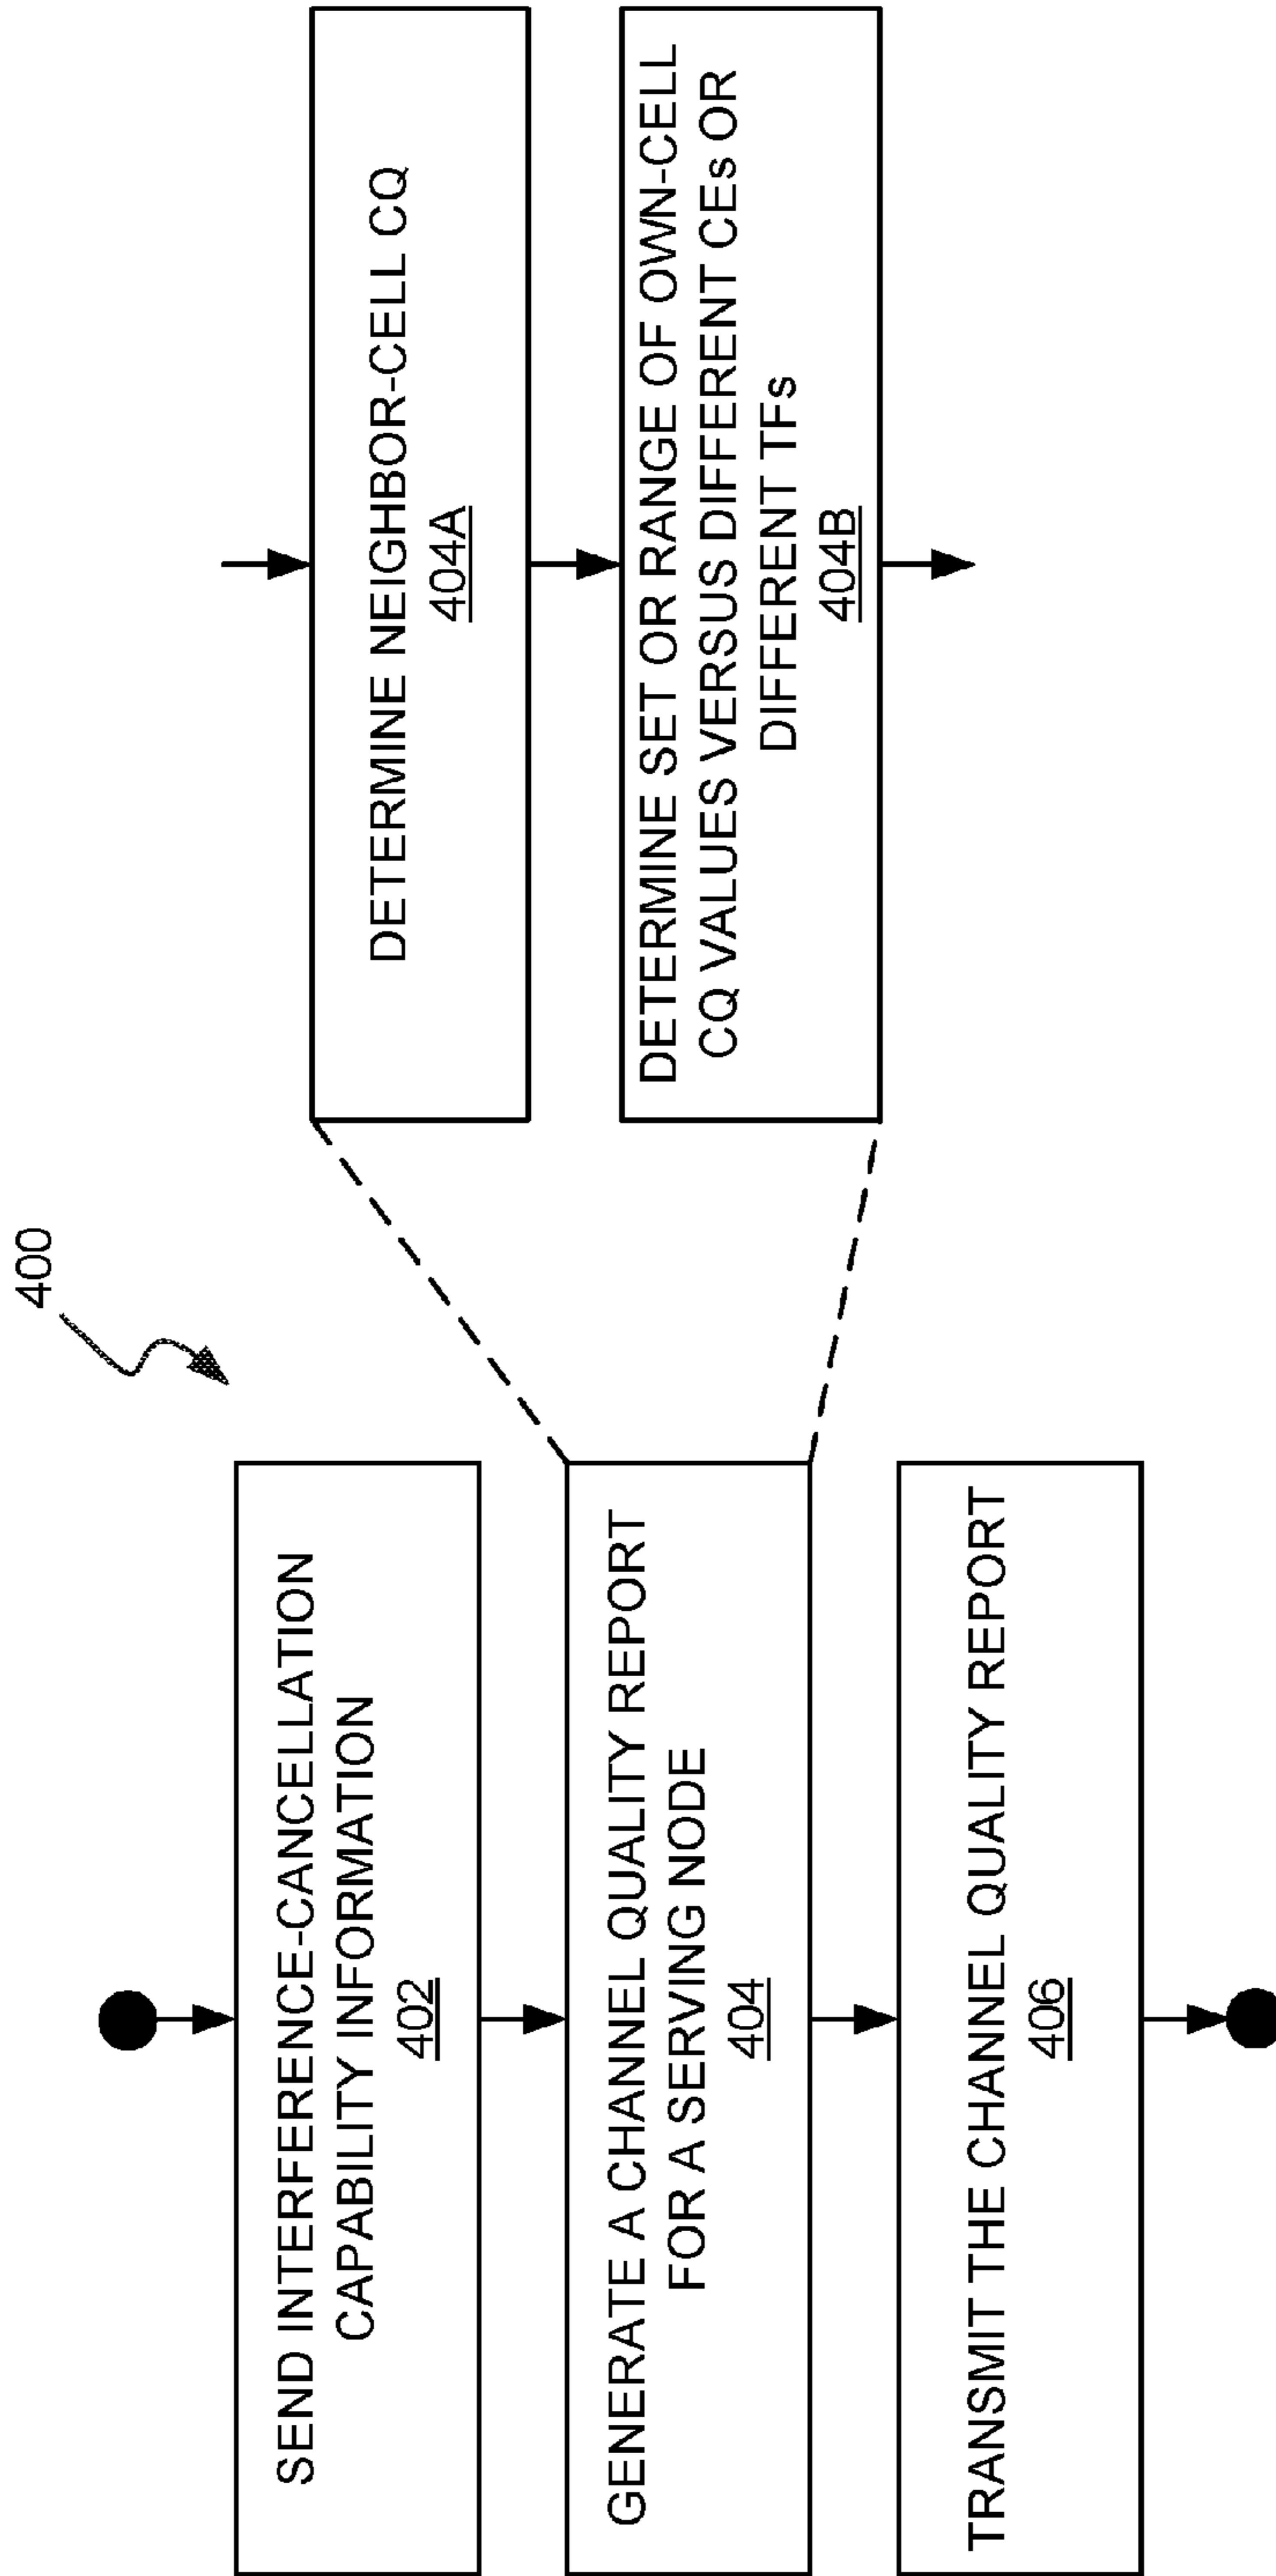 400
SEND INTERFERENCE-CANCELLATION
CAPABILITY INFORMATION
402
GENERATE A CHANNEL QUALITY REPORT
FOR A SERVING NODE
404
TRANSMIT THE CHANNEL QUALITY REPORT
406
DETERMINE NEIGHBOR-CELL CQ
404A
DETERMINE SET OR RANGE OF OWN-CELL
CQ VALUES VERSUS DIFFERENT CEs OR
DIFFERENT TFs
404B